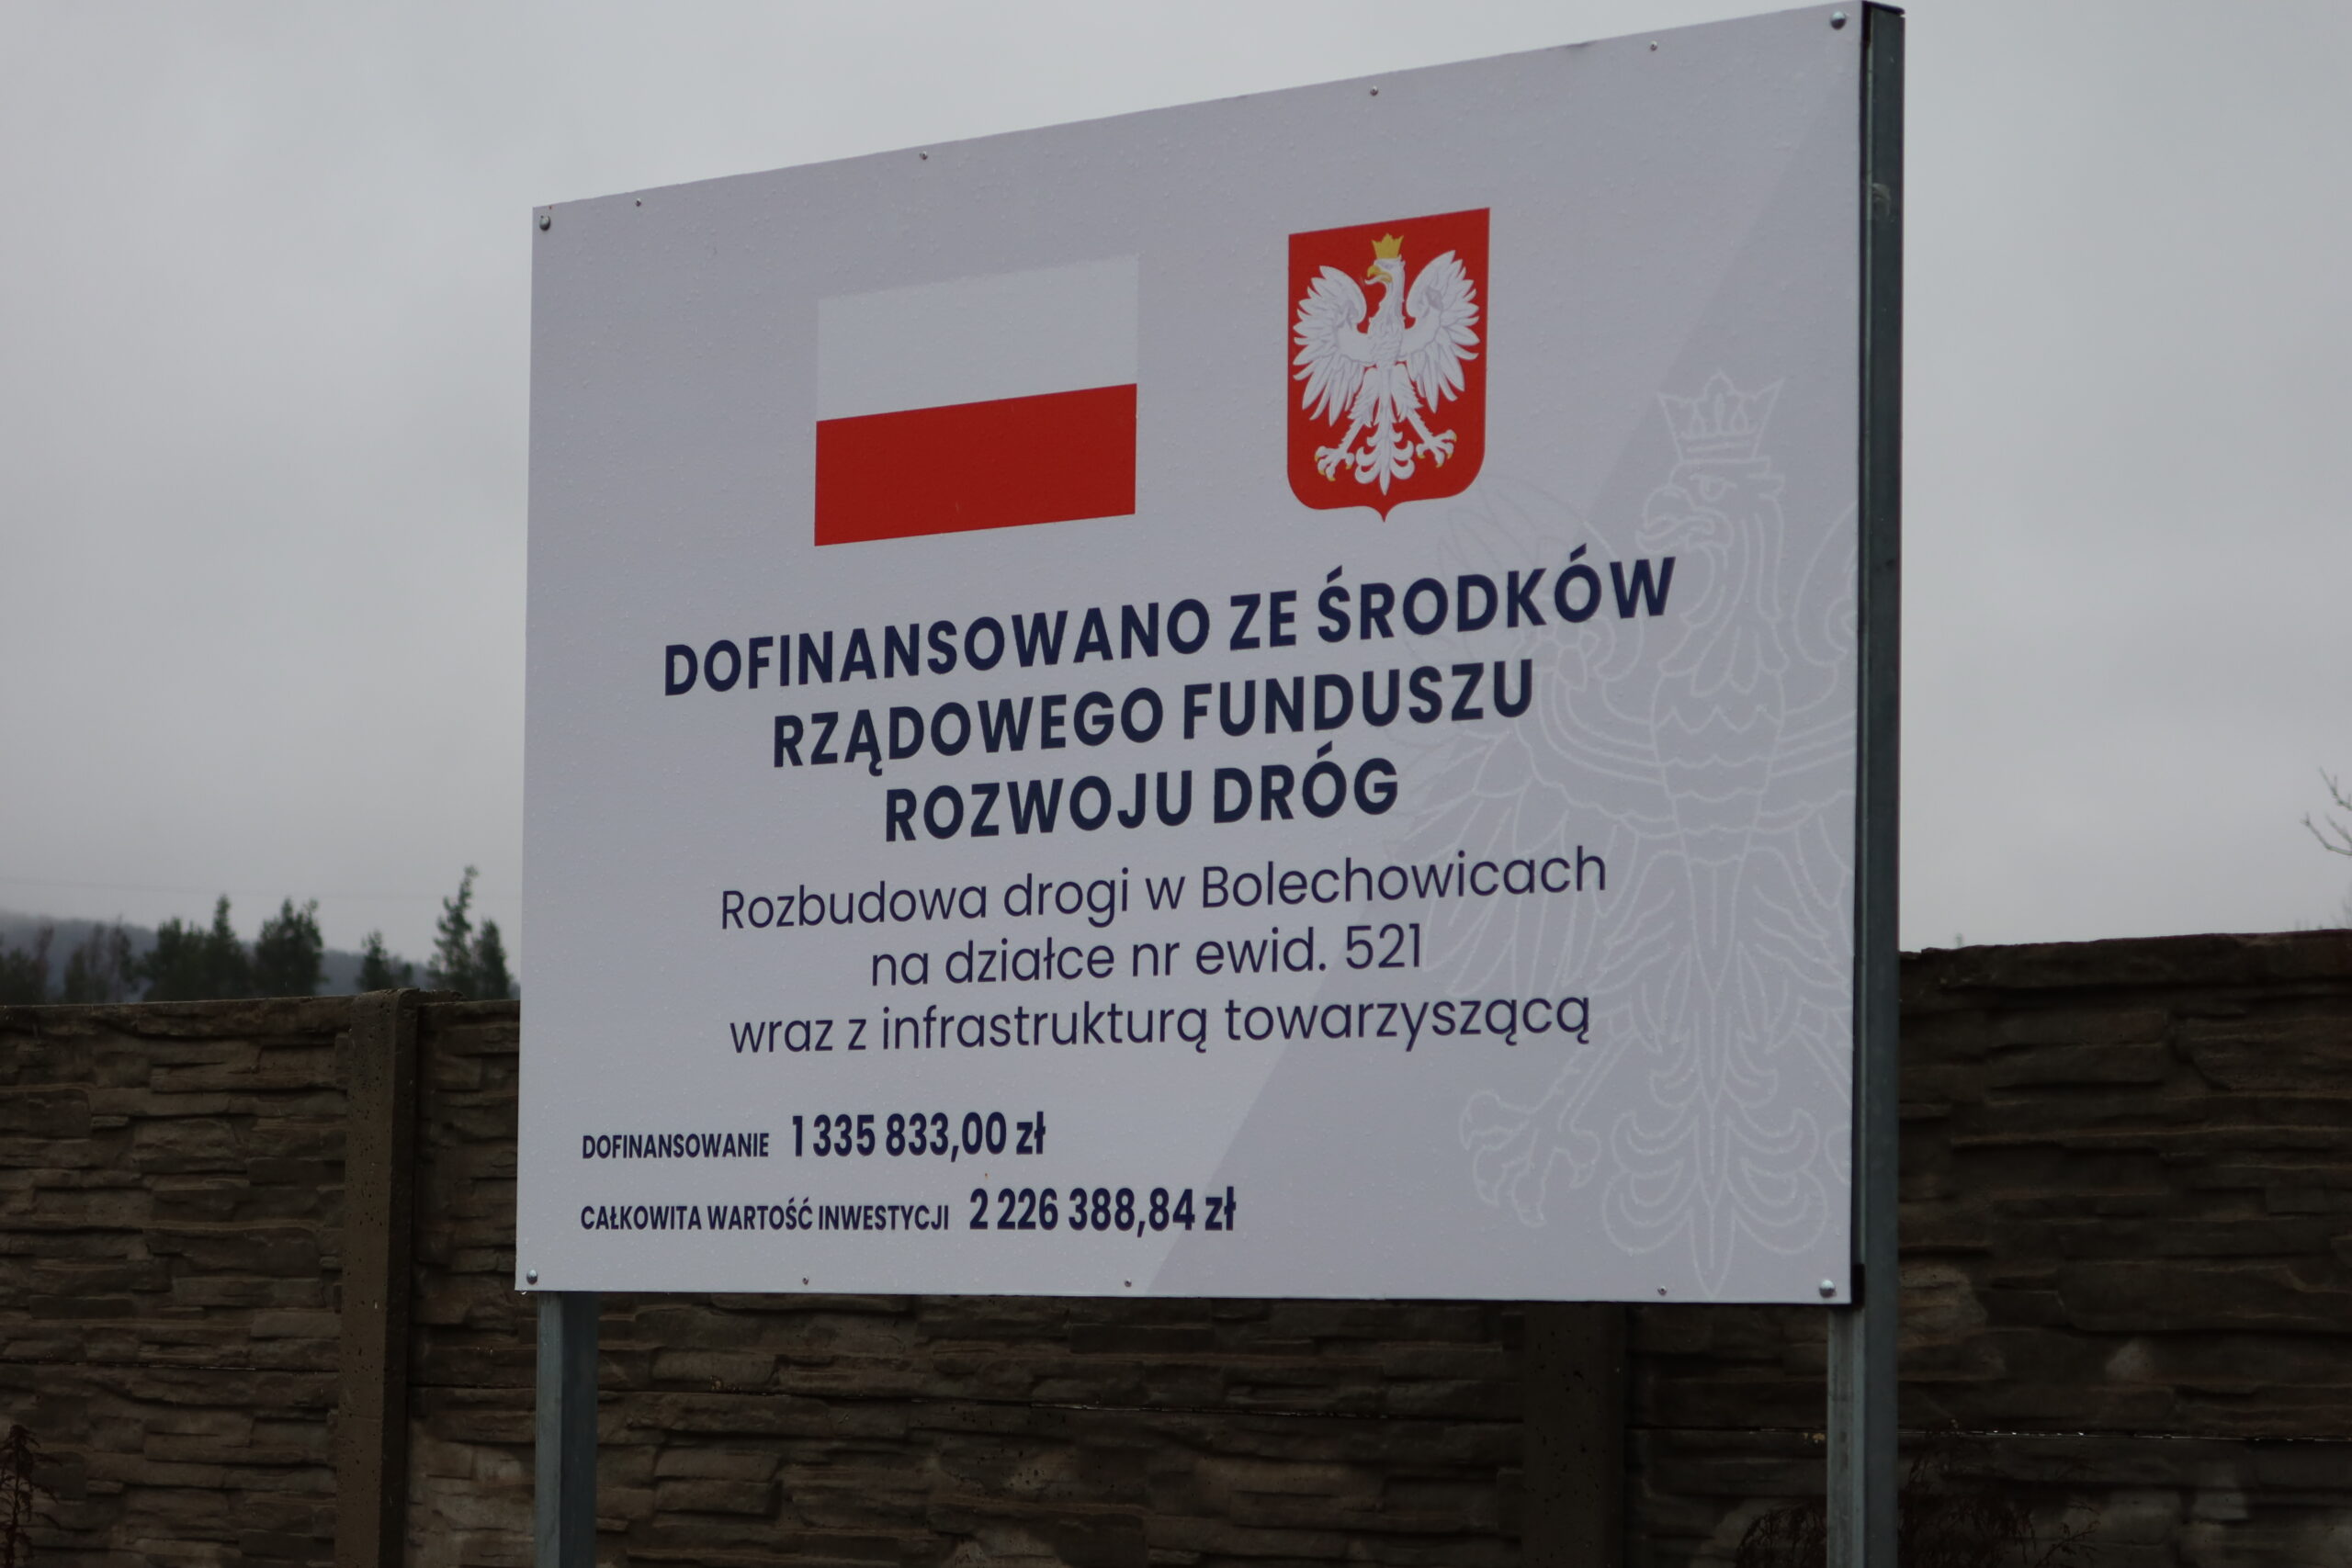 DOFINANSOWANO ZE ŚRODKÓW
RZĄDOWEGO FUNDUSZU
ROZWOJU DRÓG
Rozbudowa drogi w Bolechowicach
na działce nr ewid. 521
wraz z infrastrukturą towarzyszącą
DOFINANSOWANIE 1 335 833,00 zł
CAŁKOWITA WARTOŚĆ INWESTYCJI 2 226 388,84 zł